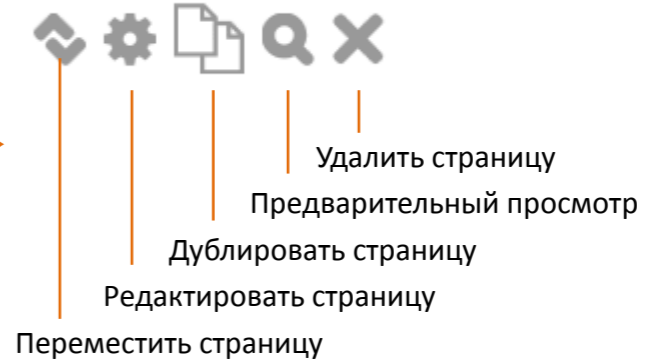 Удалить страницу
Предварительный просмотр
Дублировать страницу
Редактировать страницу
Переместить страницу